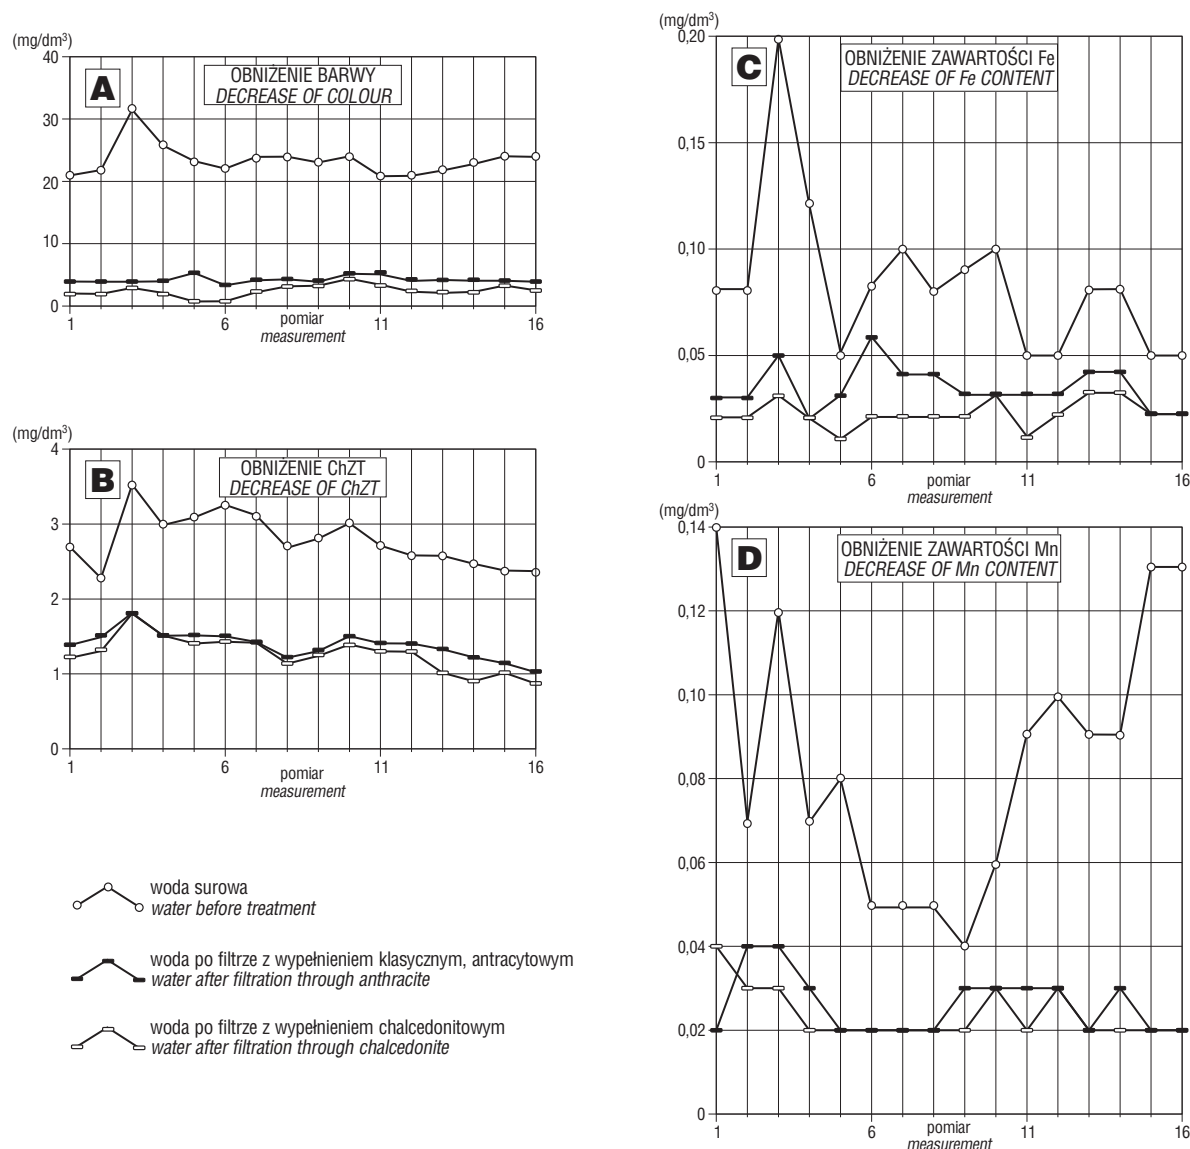 (mg/dm³)
40
30
20
10
0
A
OBNIŻENIE BARWY
DECREASE OF COLOUR
1
6
11
16
pomiar
measurement
(mg/dm³)
4
3
2
1
0
B
OBNIŻENIE ChZT
DECREASE OF ChZT
1
6
11
16
pomiar
measurement
woda surowa
water before treatment
woda po filtrze z wypełnieniem klasycznym, antracytowym
water after filtration through anthracite
woda po filtrze z wypełnieniem chalcedonitowym
water after filtration through chalcedonite
(mg/dm³)
0,20
0,15
0,10
0,05
0
C
OBNIŻENIE ZAWARTOŚCI Fe
DECREASE OF Fe CONTENT
1
6
11
16
pomiar
measurement
(mg/dm³)
0,14
0,12
0,10
0,08
0,06
0,04
0,02
0
D
OBNIŻENIE ZAWARTOŚCI Mn
DECREASE OF Mn CONTENT
1
6
11
16
pomiar
measurement